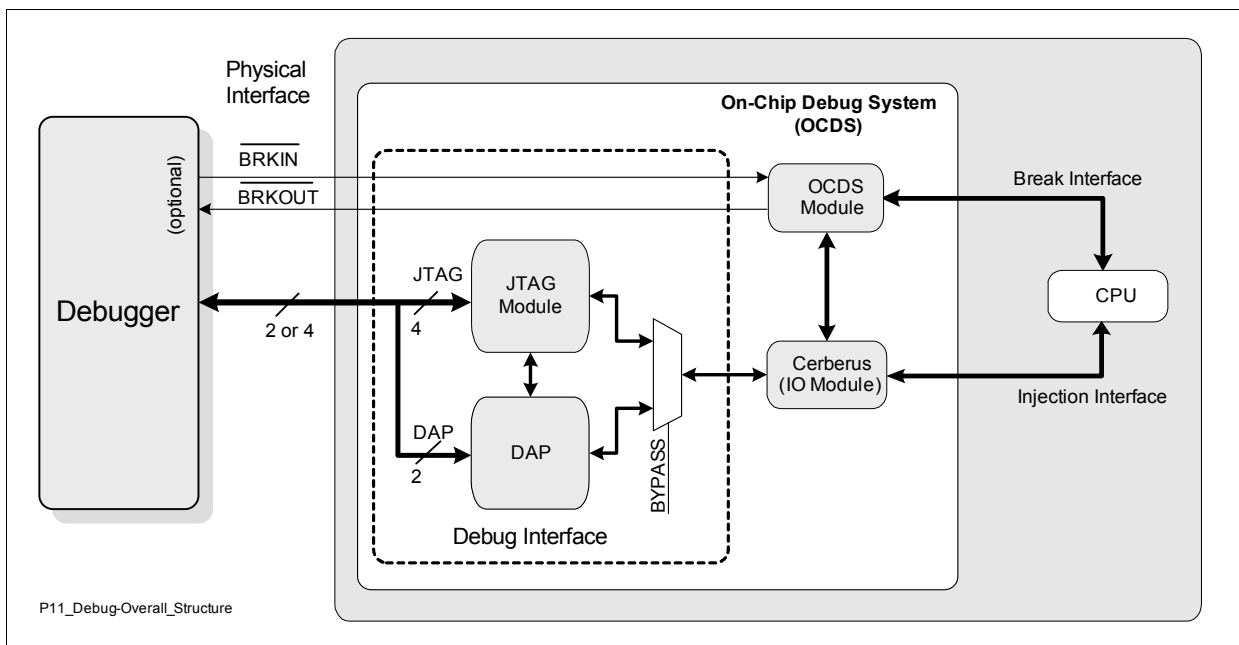 Physical
Interface
On-Chip Debug System
(OCDS)
BRKIN
BRKOUT
(optional)
OCDS
Module
Break Interface
Debugger
2 or 4
JTAG
4
JTAG
Module
CPU
Cerberus
(IO Module)
Injection Interface
DAP
2
DAP
BYPASS
Debug Interface
P11_Debug-Overall_Structure